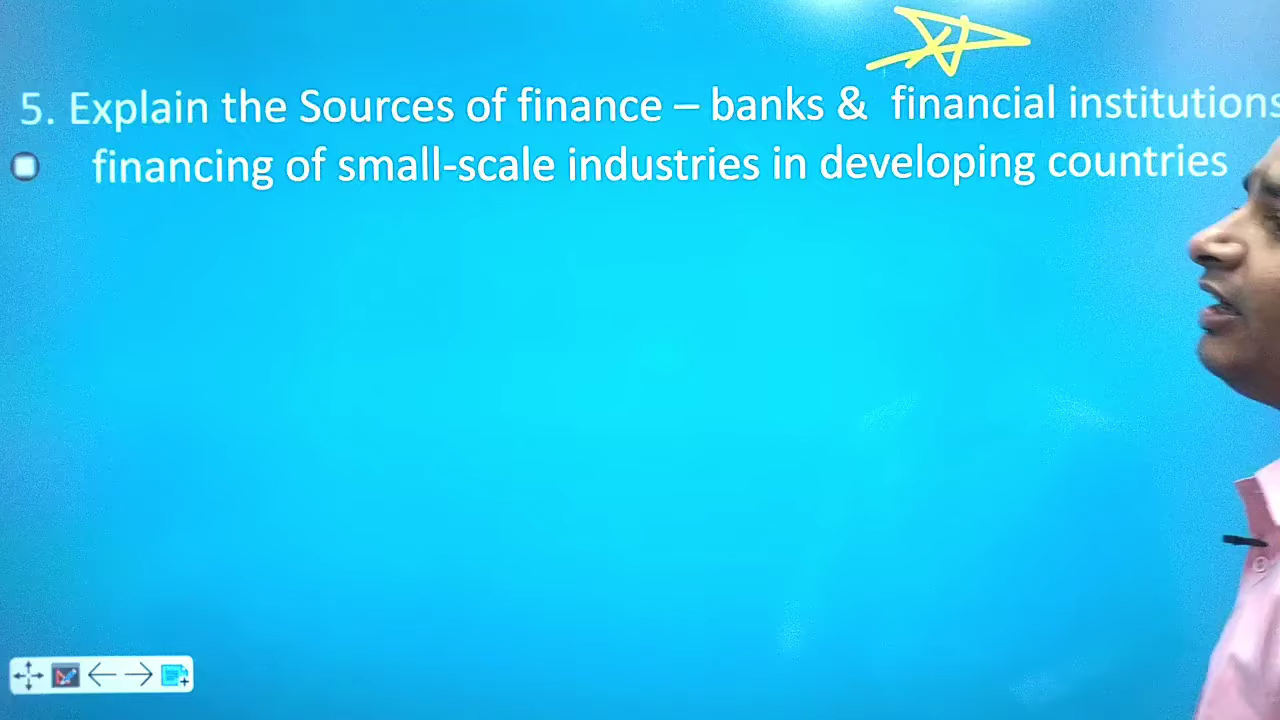 5. Explain the Sources of finance – banks & financial institutions
financing of small-scale industries in developing countries